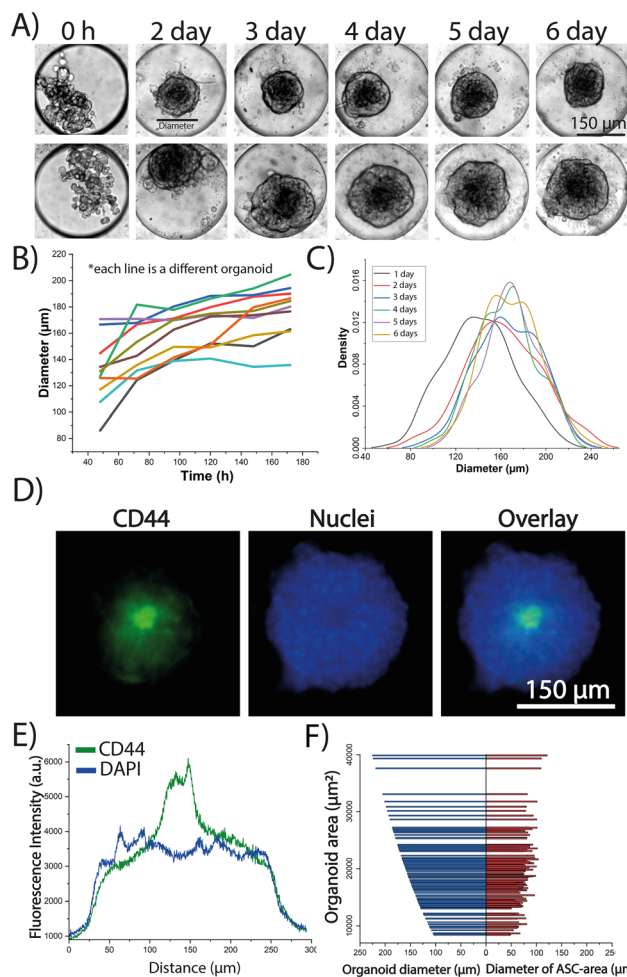 A)
0 h 2 day 3 day 4 day 5 day 6 day
Diameter
150 µm
B)
*each line is a different organoid
Diameter (µm)
220
200
180
160
140
120
100
80
40 60 80 100 120 140 160 180
Time (h)
C)
1 day
2 days
3 days
4 days
5 days
6 days
Density
0.016
0.012
0.008
0.004
0.000
40 80 120 160 200 240
Diameter (µm)
D)
CD44 Nuclei Overlay
150 µm
E)
CD44
DAPI
Fluorescence Intensity (a.u.)
6000
5000
4000
3000
2000
1000
0 50 100 150 200 250 300
Distance (µm)
F)
Organoid area (µm²)
40000
30000
20000
10000
250 200 150 100 50 0 50 100 150 200 25
Organoid diameter (µm) Diameter of ASC-area (µm